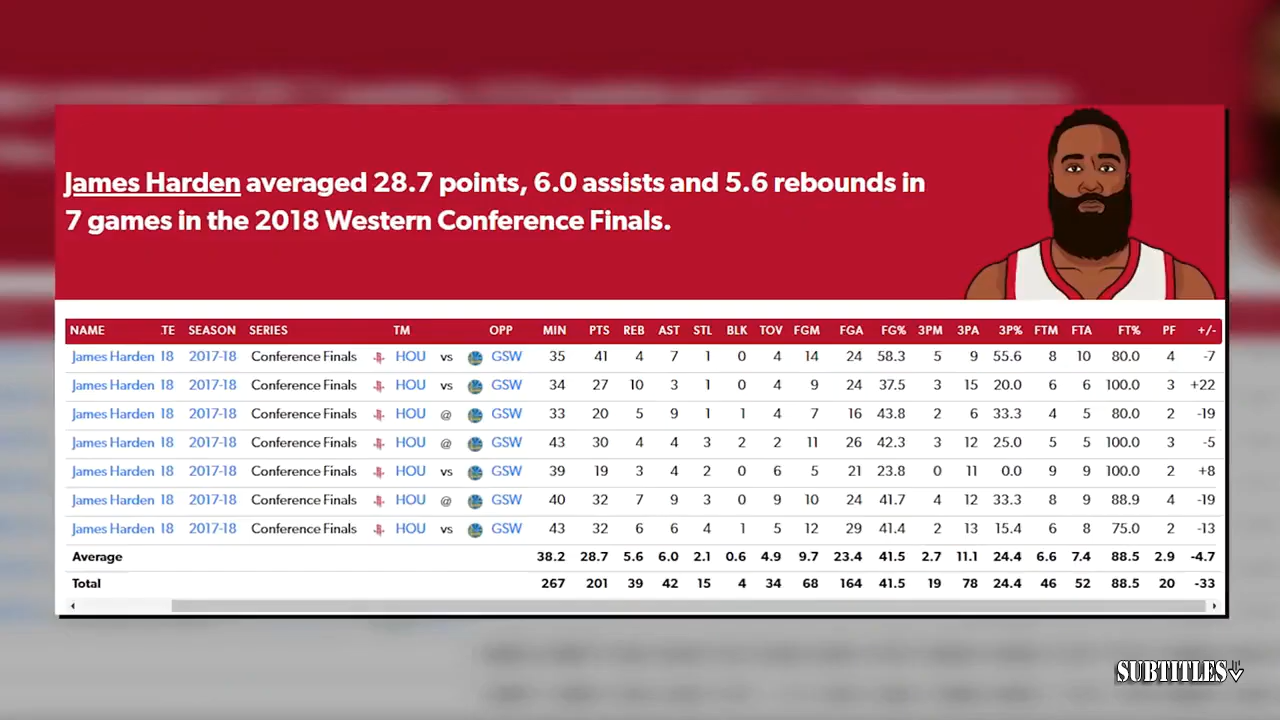 James Harden averaged 28.7 points, 6.0 assists and 5.6 rebounds in
7 games in the 2018 Western Conference Finals.
NAME .TE SEASON SERIES TM OPP MIN PTS REB AST STL BLK TOV FGM FGA FG% 3PM 3PA 3P% FTM FTA FT% PF +/-
James Harden 18 2017-18 Conference Finals HOU vs GSW 35 41 4 7 1 0 4 14 24 58.3 5 9 55.6 8 10 80.0 4 -7
James Harden 18 2017-18 Conference Finals HOU vs GSW 34 27 10 3 1 0 4 9 24 37.5 3 15 20.0 6 6 100.0 3 +22
James Harden 18 2017-18 Conference Finals HOU @ GSW 33 20 5 9 1 1 4 7 16 43.8 2 6 33.3 4 5 80.0 2 -19
James Harden 18 2017-18 Conference Finals HOU @ GSW 43 30 4 4 3 2 2 11 26 42.3 3 12 25.0 5 5 100.0 3 -5
James Harden 18 2017-18 Conference Finals HOU vs GSW 39 19 3 4 2 0 6 5 21 23.8 0 11 0.0 9 9 100.0 2 +8
James Harden 18 2017-18 Conference Finals HOU @ GSW 40 32 7 9 3 0 9 10 24 41.7 4 12 33.3 8 9 88.9 4 -19
James Harden 18 2017-18 Conference Finals HOU vs GSW 43 32 6 6 4 1 5 12 29 41.4 2 13 15.4 6 8 75.0 2 -13
Average 38.2 28.7 5.6 6.0 2.1 0.6 4.9 9.7 23.4 41.5 2.7 11.1 24.4 6.6 7.4 88.5 2.9 -4.7
Total 267 201 39 42 15 4 34 68 164 41.5 19 78 24.4 46 52 88.5 20 -33
SUBTITLES